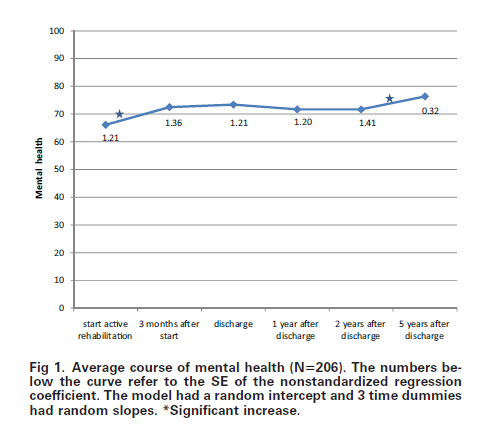 100
90
80
70
60
50
40
30
20
10
0
Mental health
★
★
1.21
1.36
1.21
1.20
1.41
0.32
start active 3 months after discharge 1 year after 2 years after 5 years after
rehabilitation start discharge discharge discharge
Fig 1. Average course of mental health (N=206). The numbers be-
low the curve refer to the SE of the nonstandardized regression
coefficient. The model had a random intercept and 3 time dummies
had random slopes. *Significant increase.